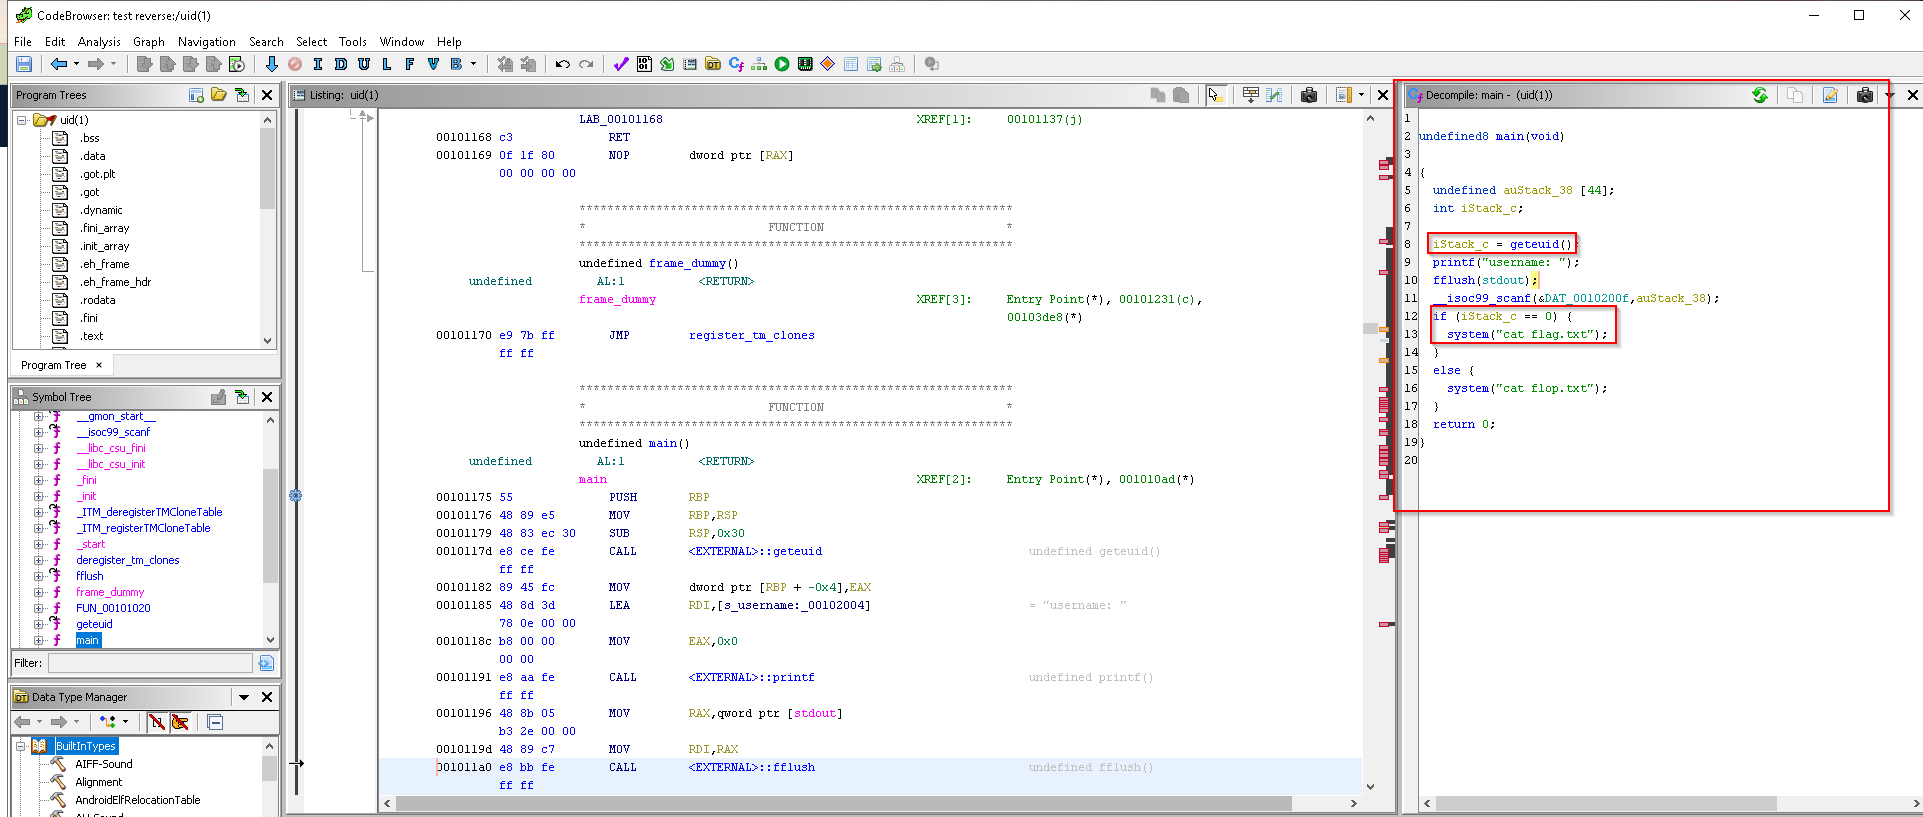 CodeBrowser: test reverse:/uid(1)
File Edit Analysis Graph Navigation Search Select Tools Window Help
I D U L F V B
Program Trees
uid(1)
.bss
.data
.got.plt
.got
.dynamic
.fini_array
.init_array
.eh_frame
.eh_frame_hdr
.rodata
.fini
.text
Program Tree ×
Symbol Tree
__gmon_start__
__isoc99_scanf
__libc_csu_fini
__libc_csu_init
_fini
_init
_ITM_deregisterTMCloneTable
_ITM_registerTMCloneTable
_start
deregister_tm_clones
fflush
frame_dummy
FUN_00101020
geteuid
main
Filter:
Data Type Manager
BuiltInTypes
AIFF-Sound
Alignment
AndroidElfRelocationTable
Listing: uid(1)
LAB_00101168 XREF[1]: 00101137(j)
00101168 c3 RET
00101169 0f 1f 80 NOP dword ptr [RAX]
00 00 00 00
************************************************************
* FUNCTION *
************************************************************
undefined frame_dummy()
undefined AL:1 <RETURN>
frame_dummy XREF[3]: Entry Point(*), 00101231(c),
00103de8(*)
00101170 e9 7b ff JMP register_tm_clones
ff ff
************************************************************
* FUNCTION *
************************************************************
undefined main()
undefined AL:1 <RETURN>
main XREF[2]: Entry Point(*), 001010ad(*)
00101175 55 PUSH RBP
00101176 48 89 e5 MOV RBP,RSP
00101179 48 83 ec 30 SUB RSP,0x30
0010117d e8 ce fe CALL <EXTERNAL>::geteuid undefined geteuid()
ff ff
00101182 89 45 fc MOV dword ptr [RBP + -0x4],EAX
00101185 48 8d 3d LEA RDI,[s_username:_00102004] = "username: "
78 0e 00 00
0010118c b8 00 00 MOV EAX,0x0
00 00
00101191 e8 aa fe CALL <EXTERNAL>::printf undefined printf()
ff ff
00101196 48 8b 05 MOV RAX,qword ptr [stdout]
b3 2e 00 00
0010119d 48 89 c7 MOV RDI,RAX
001011a0 e8 bb fe CALL <EXTERNAL>::fflush undefined fflush()
ff ff
Decompile: main - (uid(1))
1
2 undefined8 main(void)
3
4 {
5 undefined auStack_38 [44];
6 int iStack_c;
7
8 iStack_c = geteuid()
9 printf("username: ");
10 fflush(stdout);
11 __isoc99_scanf(&DAT_0010200f,auStack_38);
12 if (iStack_c == 0) {
13 system("cat flag.txt");
14 }
15 else {
16 system("cat flop.txt");
17 }
18 return 0;
19 }
20